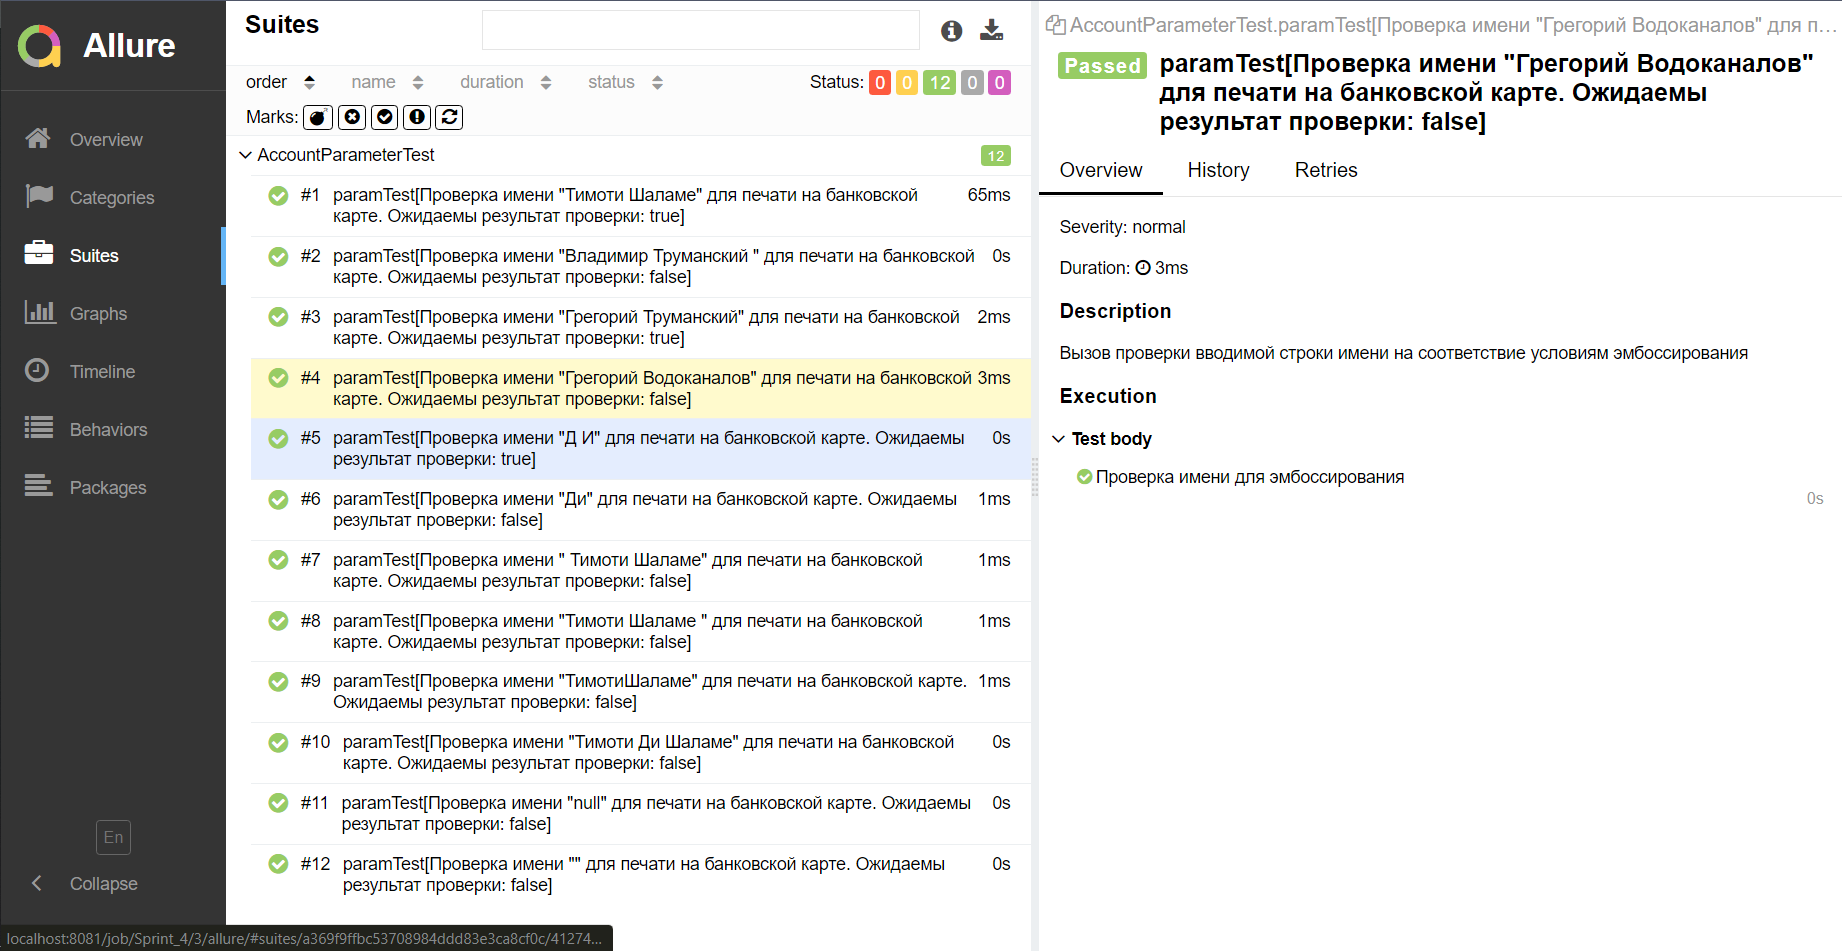 Allure
Overview
Categories
Suites
Graphs
Timeline
Behaviors
Packages
En
Collapse
Suites
order name duration status Status: 0 0 12 0 0
Marks:
AccountParameterTest 12
#1 paramTest[Проверка имени "Тимоти Шаламе" для печати на банковской 65ms
карте. Ожидаемы результат проверки: true]
#2 paramTest[Проверка имени "Владимир Труманский " для печати на банковской 0s
карте. Ожидаемы результат проверки: false]
#3 paramTest[Проверка имени "Грегорий Труманский" для печати на банковской 2ms
карте. Ожидаемы результат проверки: true]
#4 paramTest[Проверка имени "Грегорий Водоканалов" для печати на банковской 3ms
карте. Ожидаемы результат проверки: false]
#5 paramTest[Проверка имени "Д И" для печати на банковской карте. Ожидаемы 0s
результат проверки: true]
#6 paramTest[Проверка имени "Ди" для печати на банковской карте. Ожидаемы 1ms
результат проверки: false]
#7 paramTest[Проверка имени " Тимоти Шаламе" для печати на банковской 1ms
карте. Ожидаемы результат проверки: false]
#8 paramTest[Проверка имени "Тимоти Шаламе " для печати на банковской 1ms
карте. Ожидаемы результат проверки: false]
#9 paramTest[Проверка имени "ТимотиШаламе" для печати на банковской карте. 1ms
Ожидаемы результат проверки: false]
#10 paramTest[Проверка имени "Тимоти Ди Шаламе" для печати на банковской 0s
карте. Ожидаемы результат проверки: false]
#11 paramTest[Проверка имени "null" для печати на банковской карте. Ожидаемы 0s
результат проверки: false]
#12 paramTest[Проверка имени "" для печати на банковской карте. Ожидаемы 0s
результат проверки: false]
AccountParameterTest.paramTest[Проверка имени "Грегорий Водоканалов" для п...
Passed paramTest[Проверка имени "Грегорий Водоканалов"
для печати на банковской карте. Ожидаемы
результат проверки: false]
Overview History Retries
Severity: normal
Duration: 3ms
Description
Вызов проверки вводимой строки имени на соответствие условиям эмбоссирования
Execution
Test body
Проверка имени для эмбоссирования
0s
localhost:8081/job/Sprint_4/3/allure/#suites/a369f9ffbc53708984ddd83e3ca8cf0c/41274...